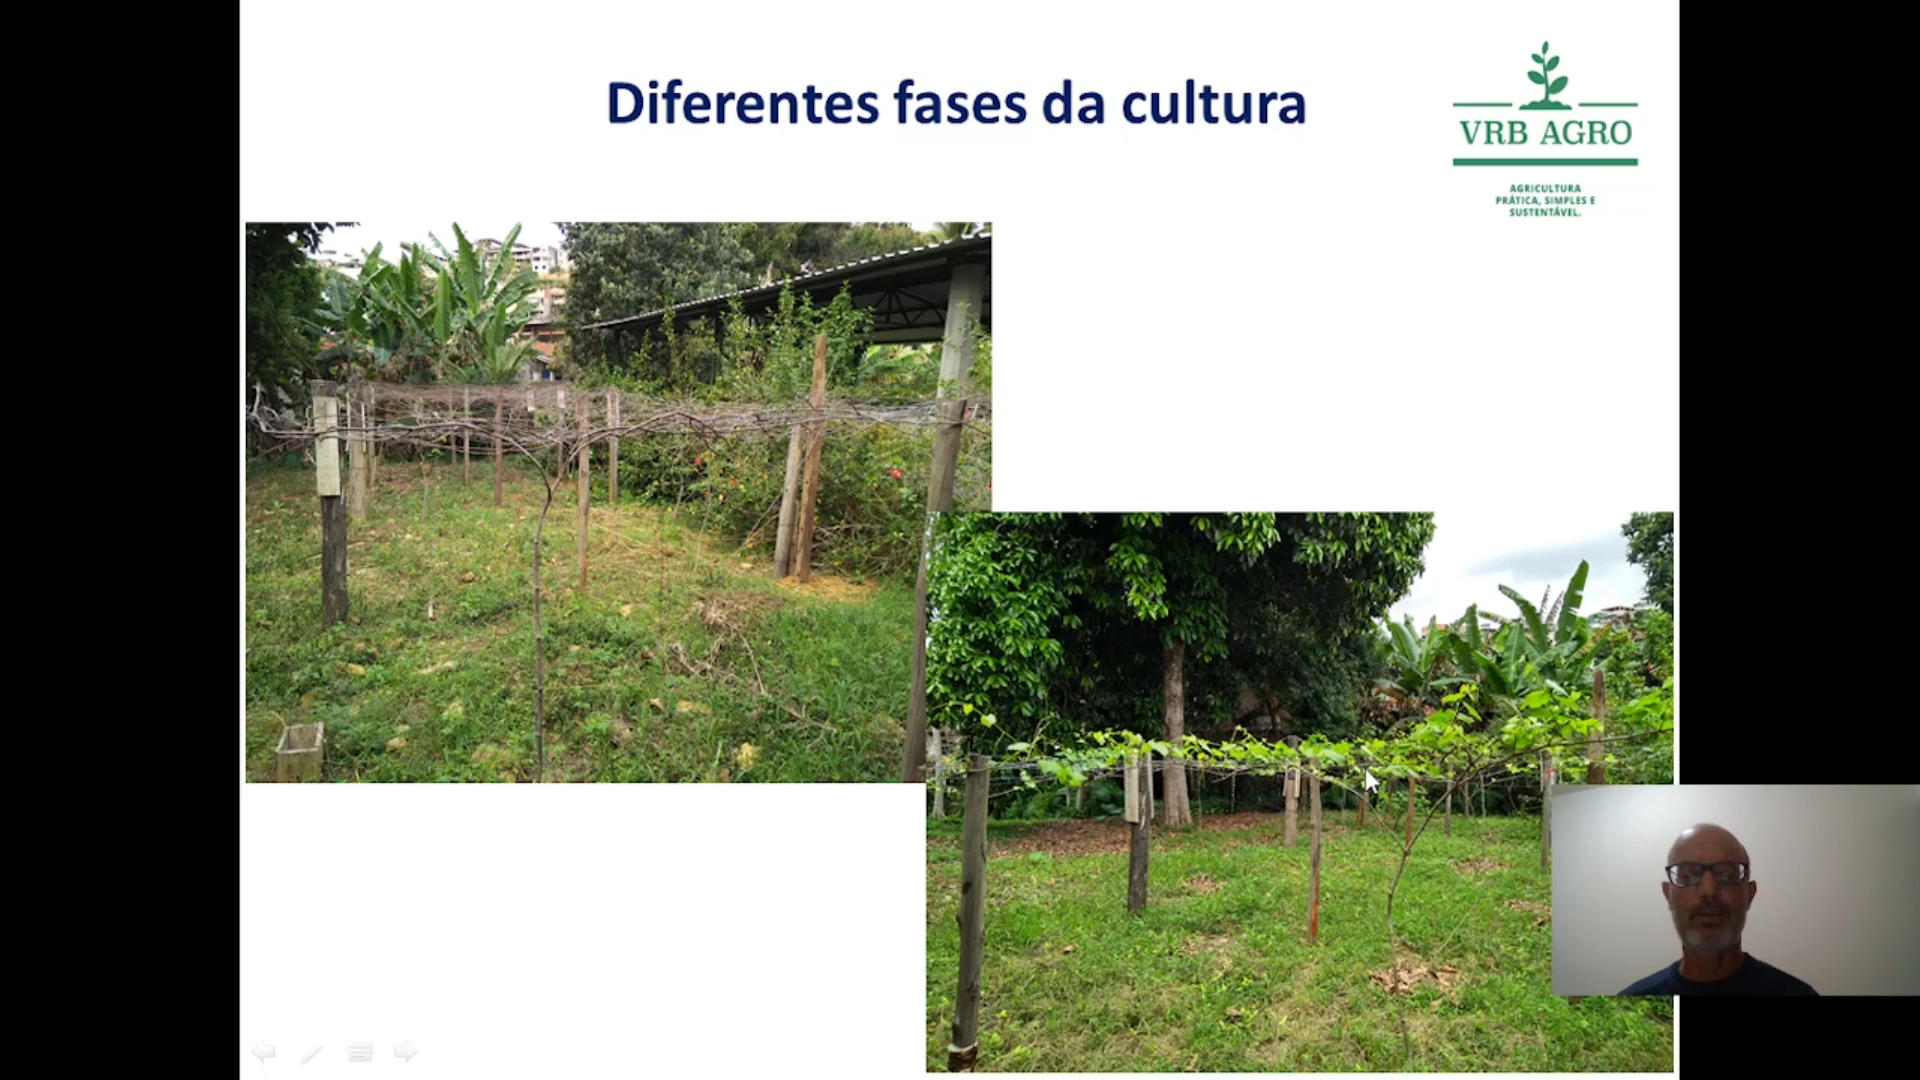 Diferentes fases da cultura
VRB AGRO
AGRICULTURA
PRÁTICA, SIMPLES E
SUSTENTÁVEL.